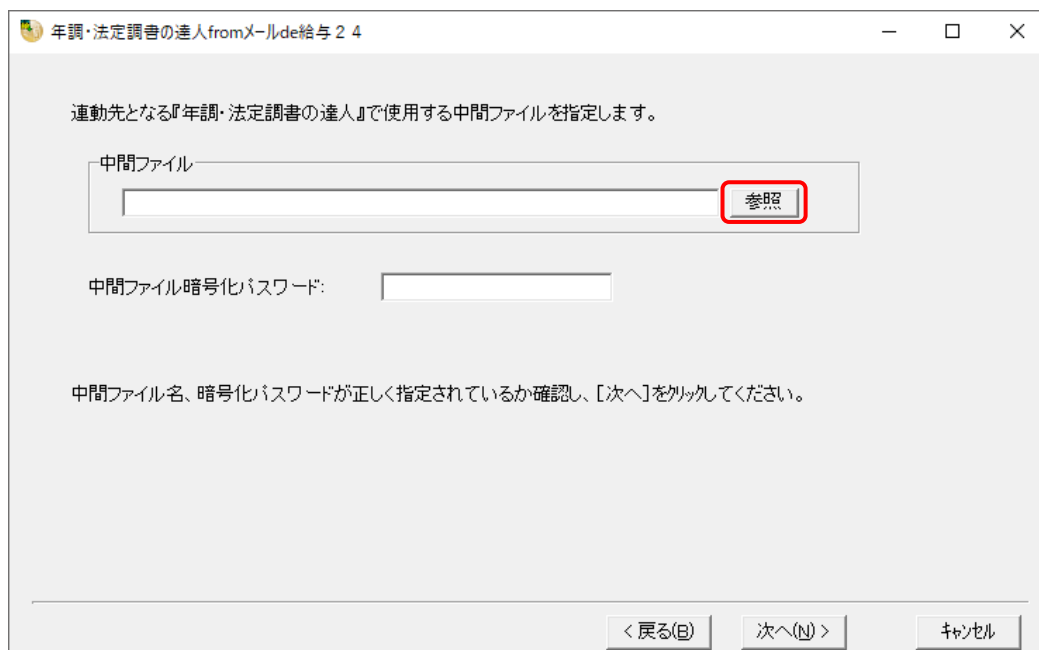 年調・法定調書の達人fromメールde給与24
連動先となる『年調・法定調書の達人』で使用する中間ファイルを指定します。
中間ファイル
参照
中間ファイル暗号化パスワード:
中間ファイル名、暗号化パスワードが正しく指定されているか確認し、[次へ]をクリックしてください。
< 戻る(B)
次へ(N) >
キャンセル